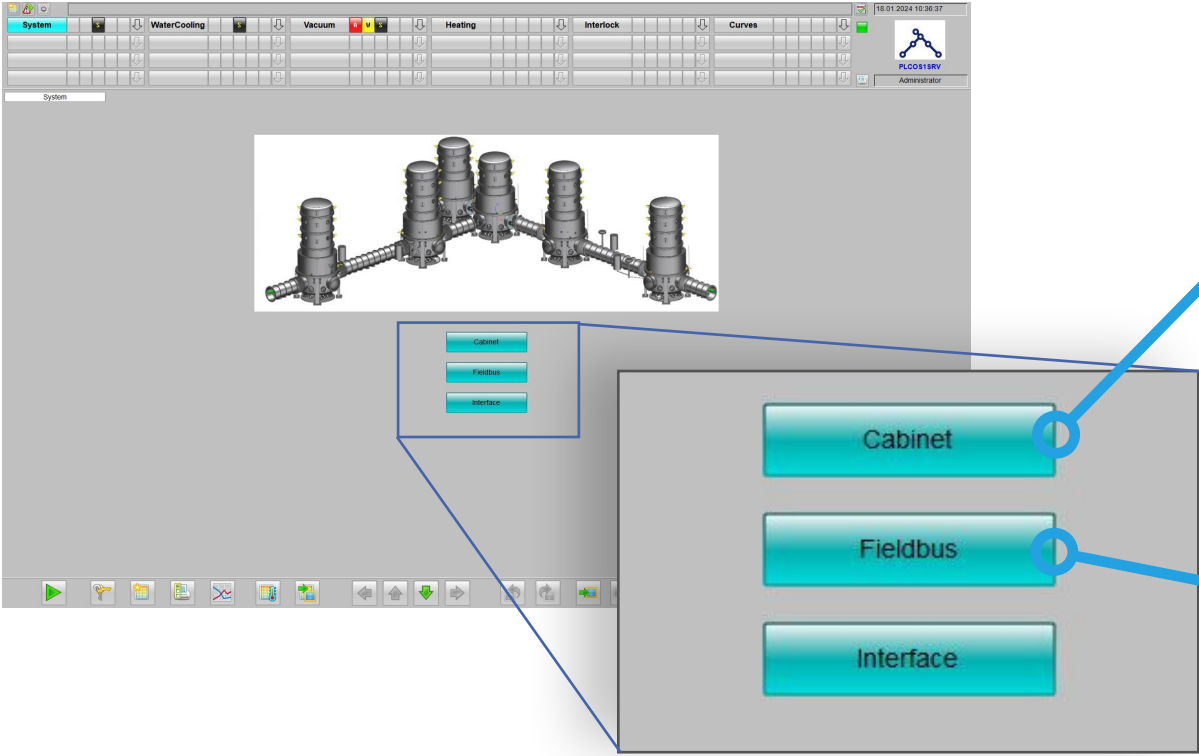 18.01.2024 10:36:37
System S WaterCooling S Vacuum A W S Heating Interlock Curves
PLCOS1SRV
Administrator
System
Cabinet
Fieldbus
Interface
Cabinet
Fieldbus
Interface